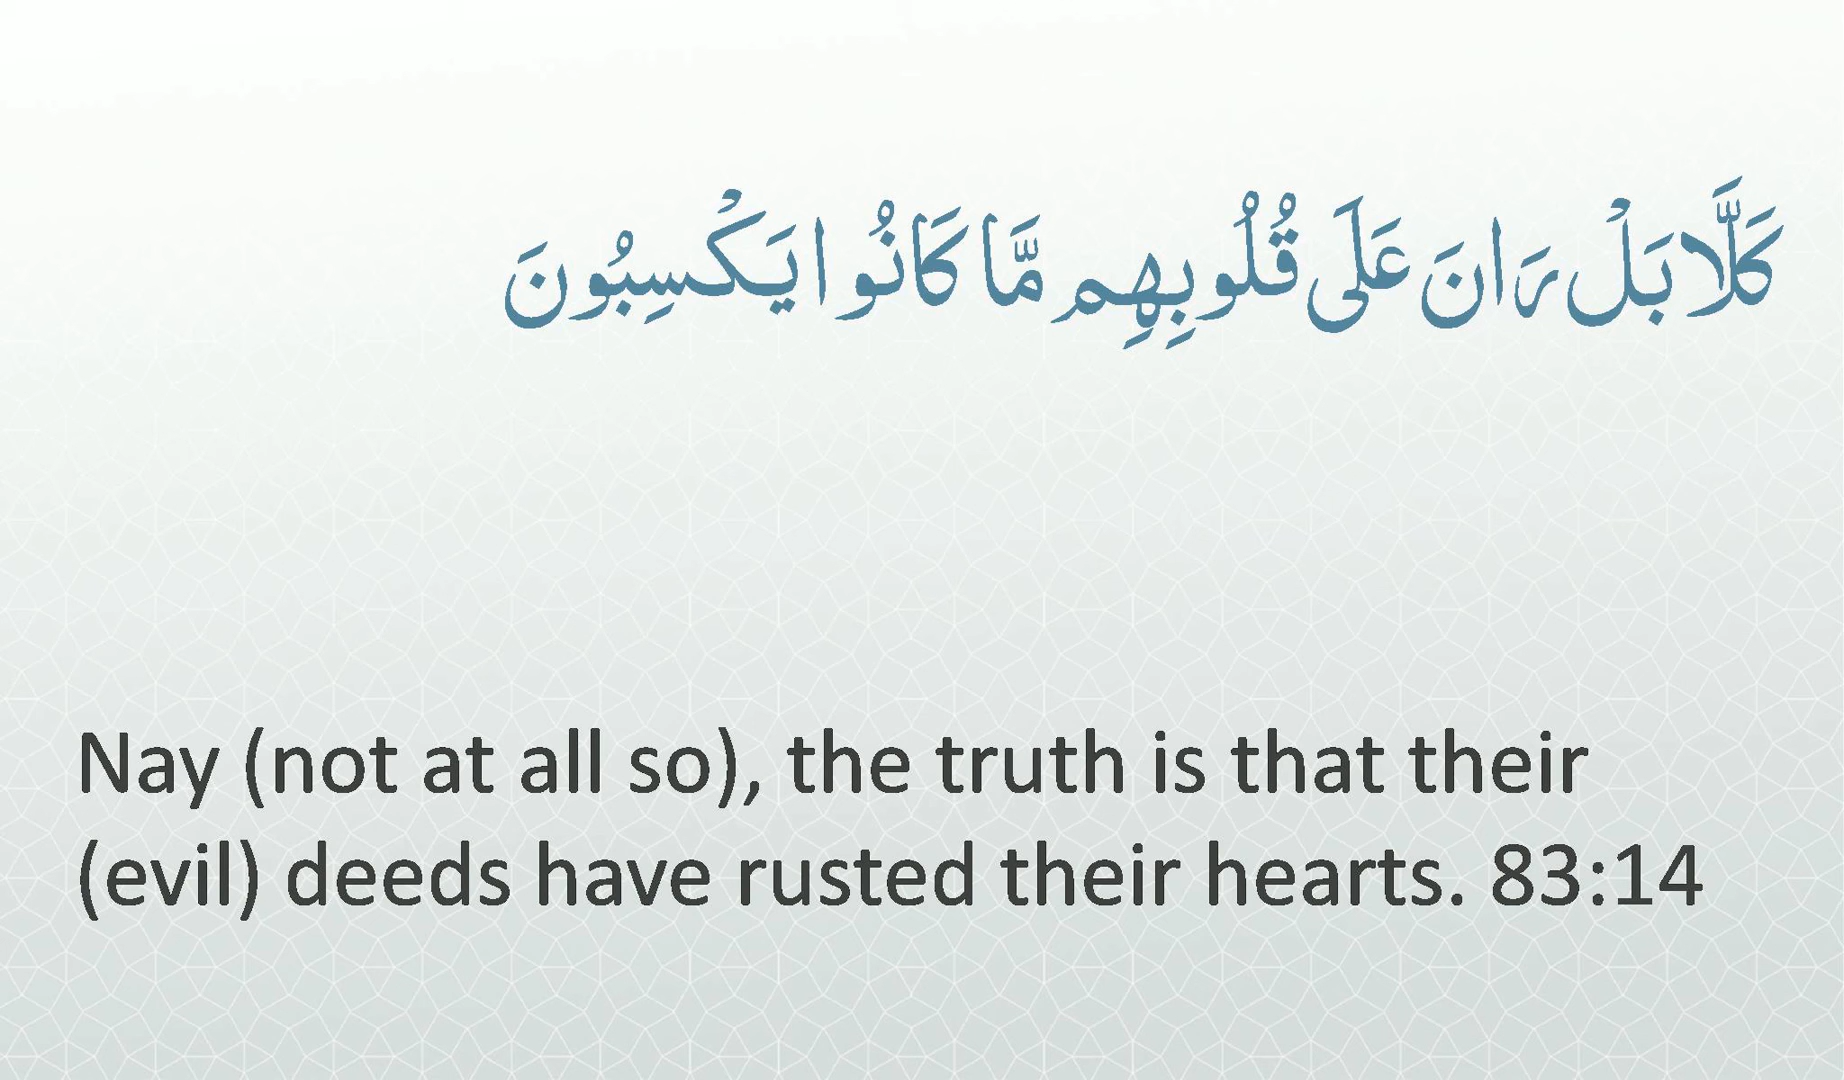 كَلَّا بَلْ رَانَ عَلَى قُلُوبِهِم مَّا كَانُوا يَكْسِبُونَ
Nay (not at all so), the truth is that their
(evil) deeds have rusted their hearts. 83:14